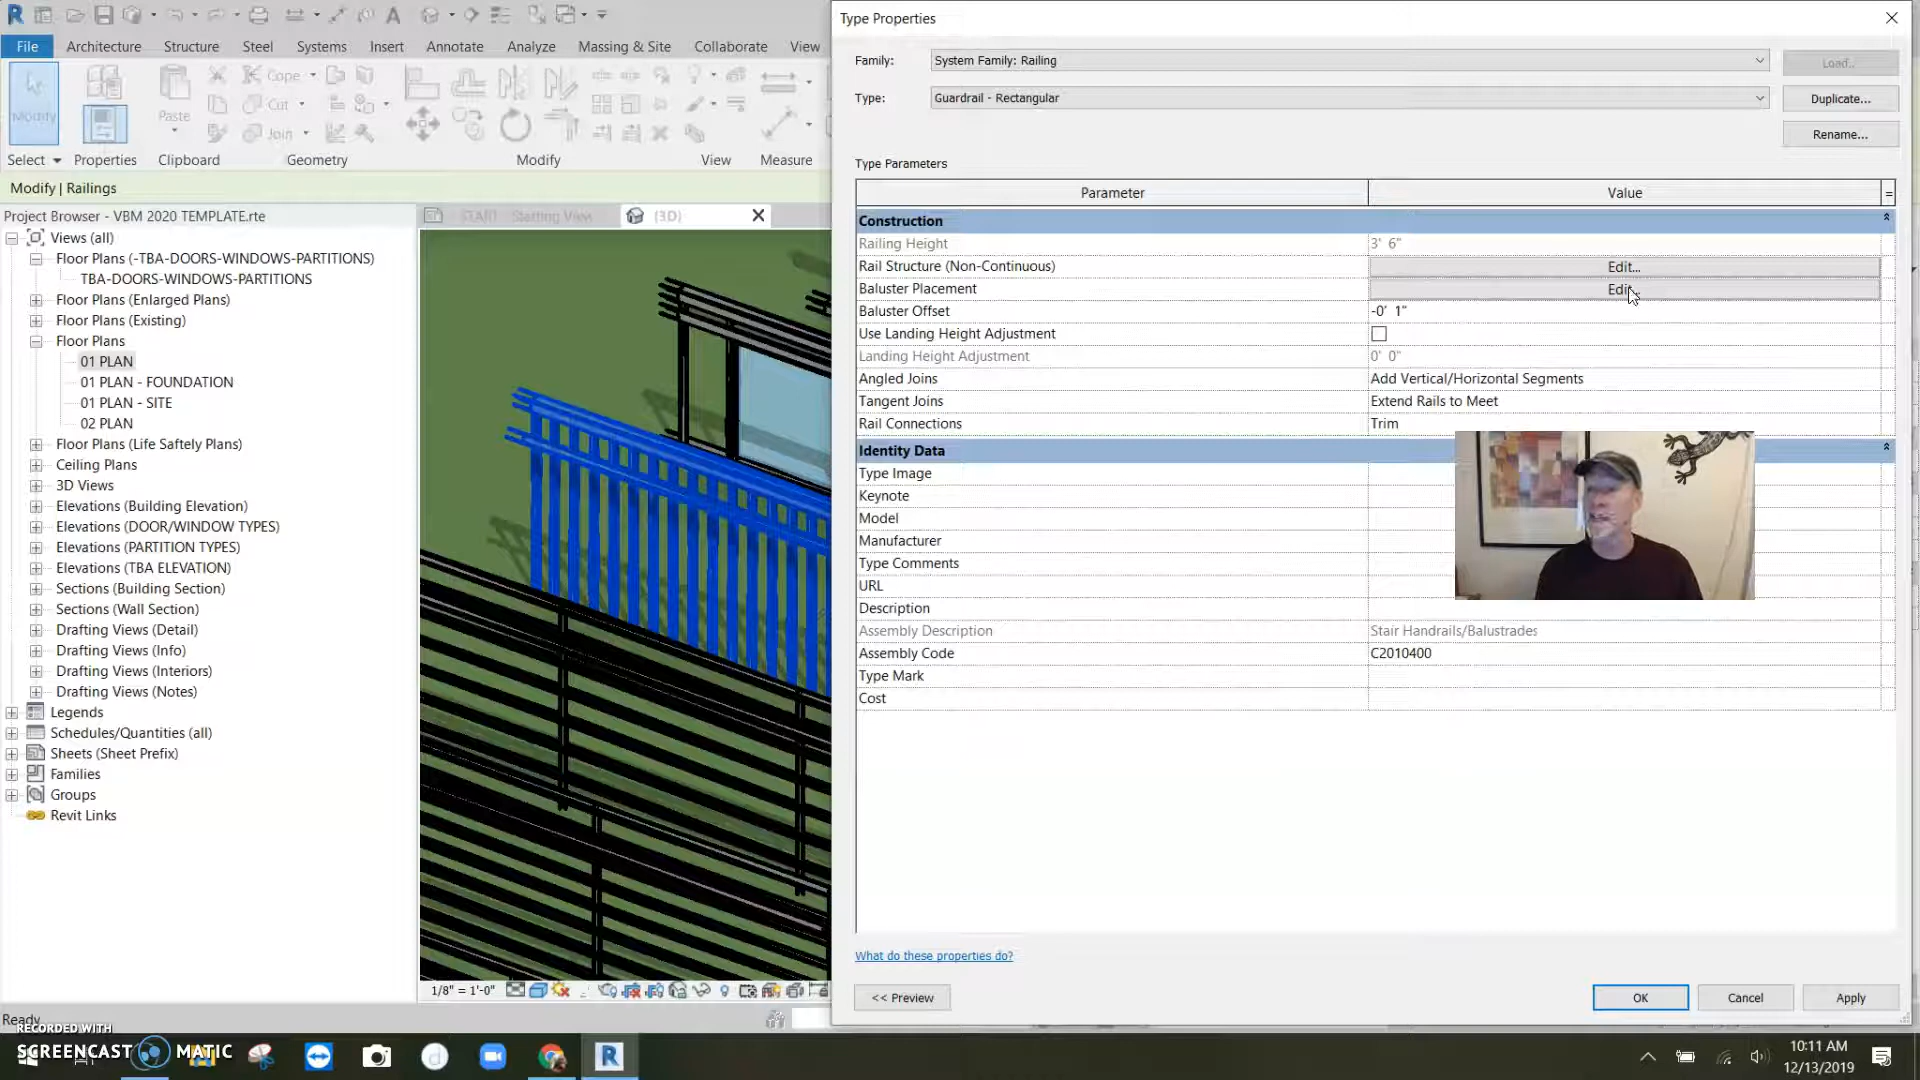 Type Properties
File
Architecture
Structure
Steel
Systems
Insert
Annotate
Analyze
Massing & Site
Collaborate
View
Family:
System Family: Railing
Load...
Type:
Guardrail - Rectangular
Duplicate...
Rename...
Modify
Paste
Cope
Cut
Join
Select
Properties
Clipboard
Geometry
Modify
View
Measure
Type Parameters
Modify | Railings
Parameter
Value
=
Project Browser - VBM 2020 TEMPLATE.rte
START - Starting View
{3D}
Construction
Railing Height
3' 6"
Rail Structure (Non-Continuous)
Edit...
Baluster Placement
Edit...
Baluster Offset
-0' 1"
Use Landing Height Adjustment
Landing Height Adjustment
0' 0"
Angled Joins
Add Vertical/Horizontal Segments
Tangent Joins
Extend Rails to Meet
Rail Connections
Trim
Identity Data
Type Image
Keynote
Model
Manufacturer
Type Comments
URL
Description
Assembly Description
Stair Handrails/Balustrades
Assembly Code
C2010400
Type Mark
Cost
Views (all)
Floor Plans (-TBA-DOORS-WINDOWS-PARTITIONS)
TBA-DOORS-WINDOWS-PARTITIONS
Floor Plans (Enlarged Plans)
Floor Plans (Existing)
Floor Plans
01 PLAN
01 PLAN - FOUNDATION
01 PLAN - SITE
02 PLAN
Floor Plans (Life Saftely Plans)
Ceiling Plans
3D Views
Elevations (Building Elevation)
Elevations (DOOR/WINDOW TYPES)
Elevations (PARTITION TYPES)
Elevations (TBA ELEVATION)
Sections (Building Section)
Sections (Wall Section)
Drafting Views (Detail)
Drafting Views (Info)
Drafting Views (Interiors)
Drafting Views (Notes)
Legends
Schedules/Quantities (all)
Sheets (Sheet Prefix)
Families
Groups
Revit Links
What do these properties do?
1/8" = 1'-0"
<< Preview
OK
Cancel
Apply
Ready
RECORDED WITH
SCREENCAST MATIC
10:11 AM
12/13/2019